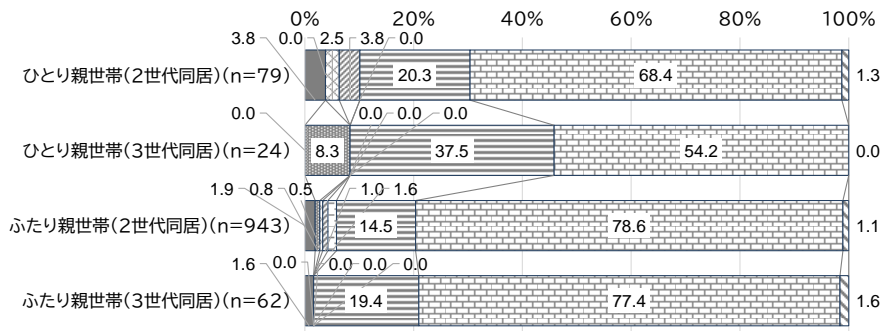 0% 20% 40% 60% 80% 100%
3.8 0.0 2.5 3.8 0.0
ひとり親世帯(2世代同居)(n=79) 20.3 68.4 1.3
0.0 0.0 0.0 0.0
ひとり親世帯(3世代同居)(n=24) 8.3 37.5 54.2 0.0
1.9 0.8 0.5 1.0 1.6
ふたり親世帯(2世代同居)(n=943) 14.5 78.6 1.1
1.6 0.0 0.0 0.0 0.0
ふたり親世帯(3世代同居)(n=62) 19.4 77.4 1.6